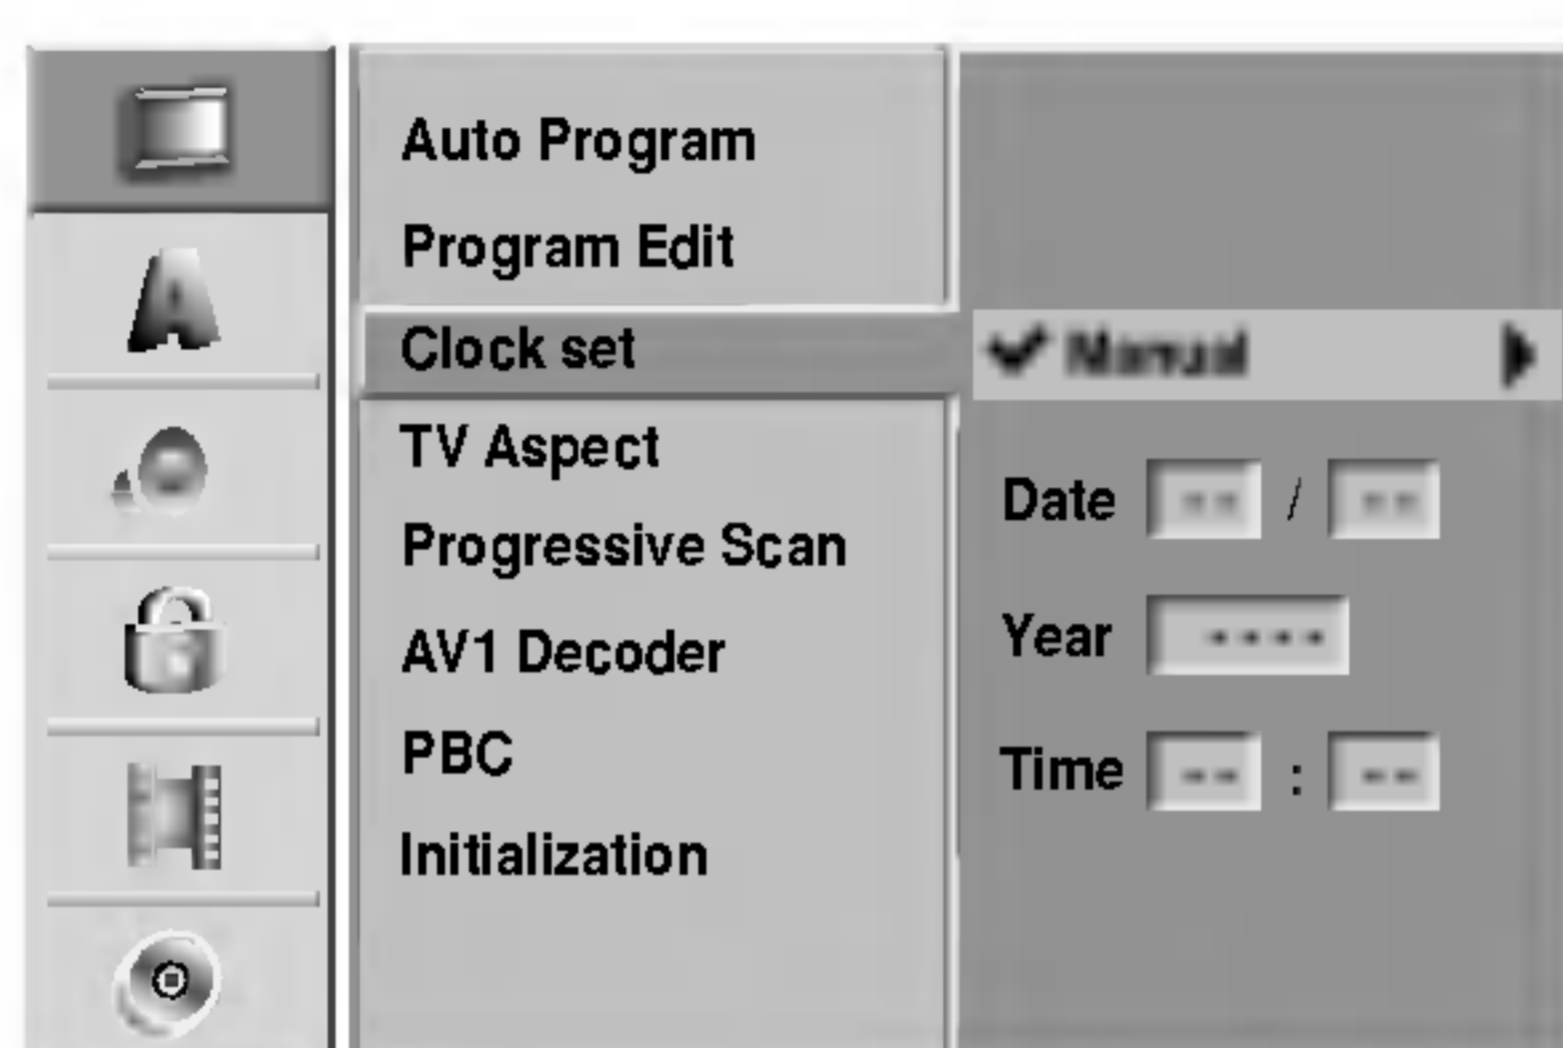 Auto Program
Program Edit
Clock set
TV Aspect
Progressive Scan
AV1 Decoder
PBC
Initialization
Manual
Date -- / --
Year ----
Time -- : --